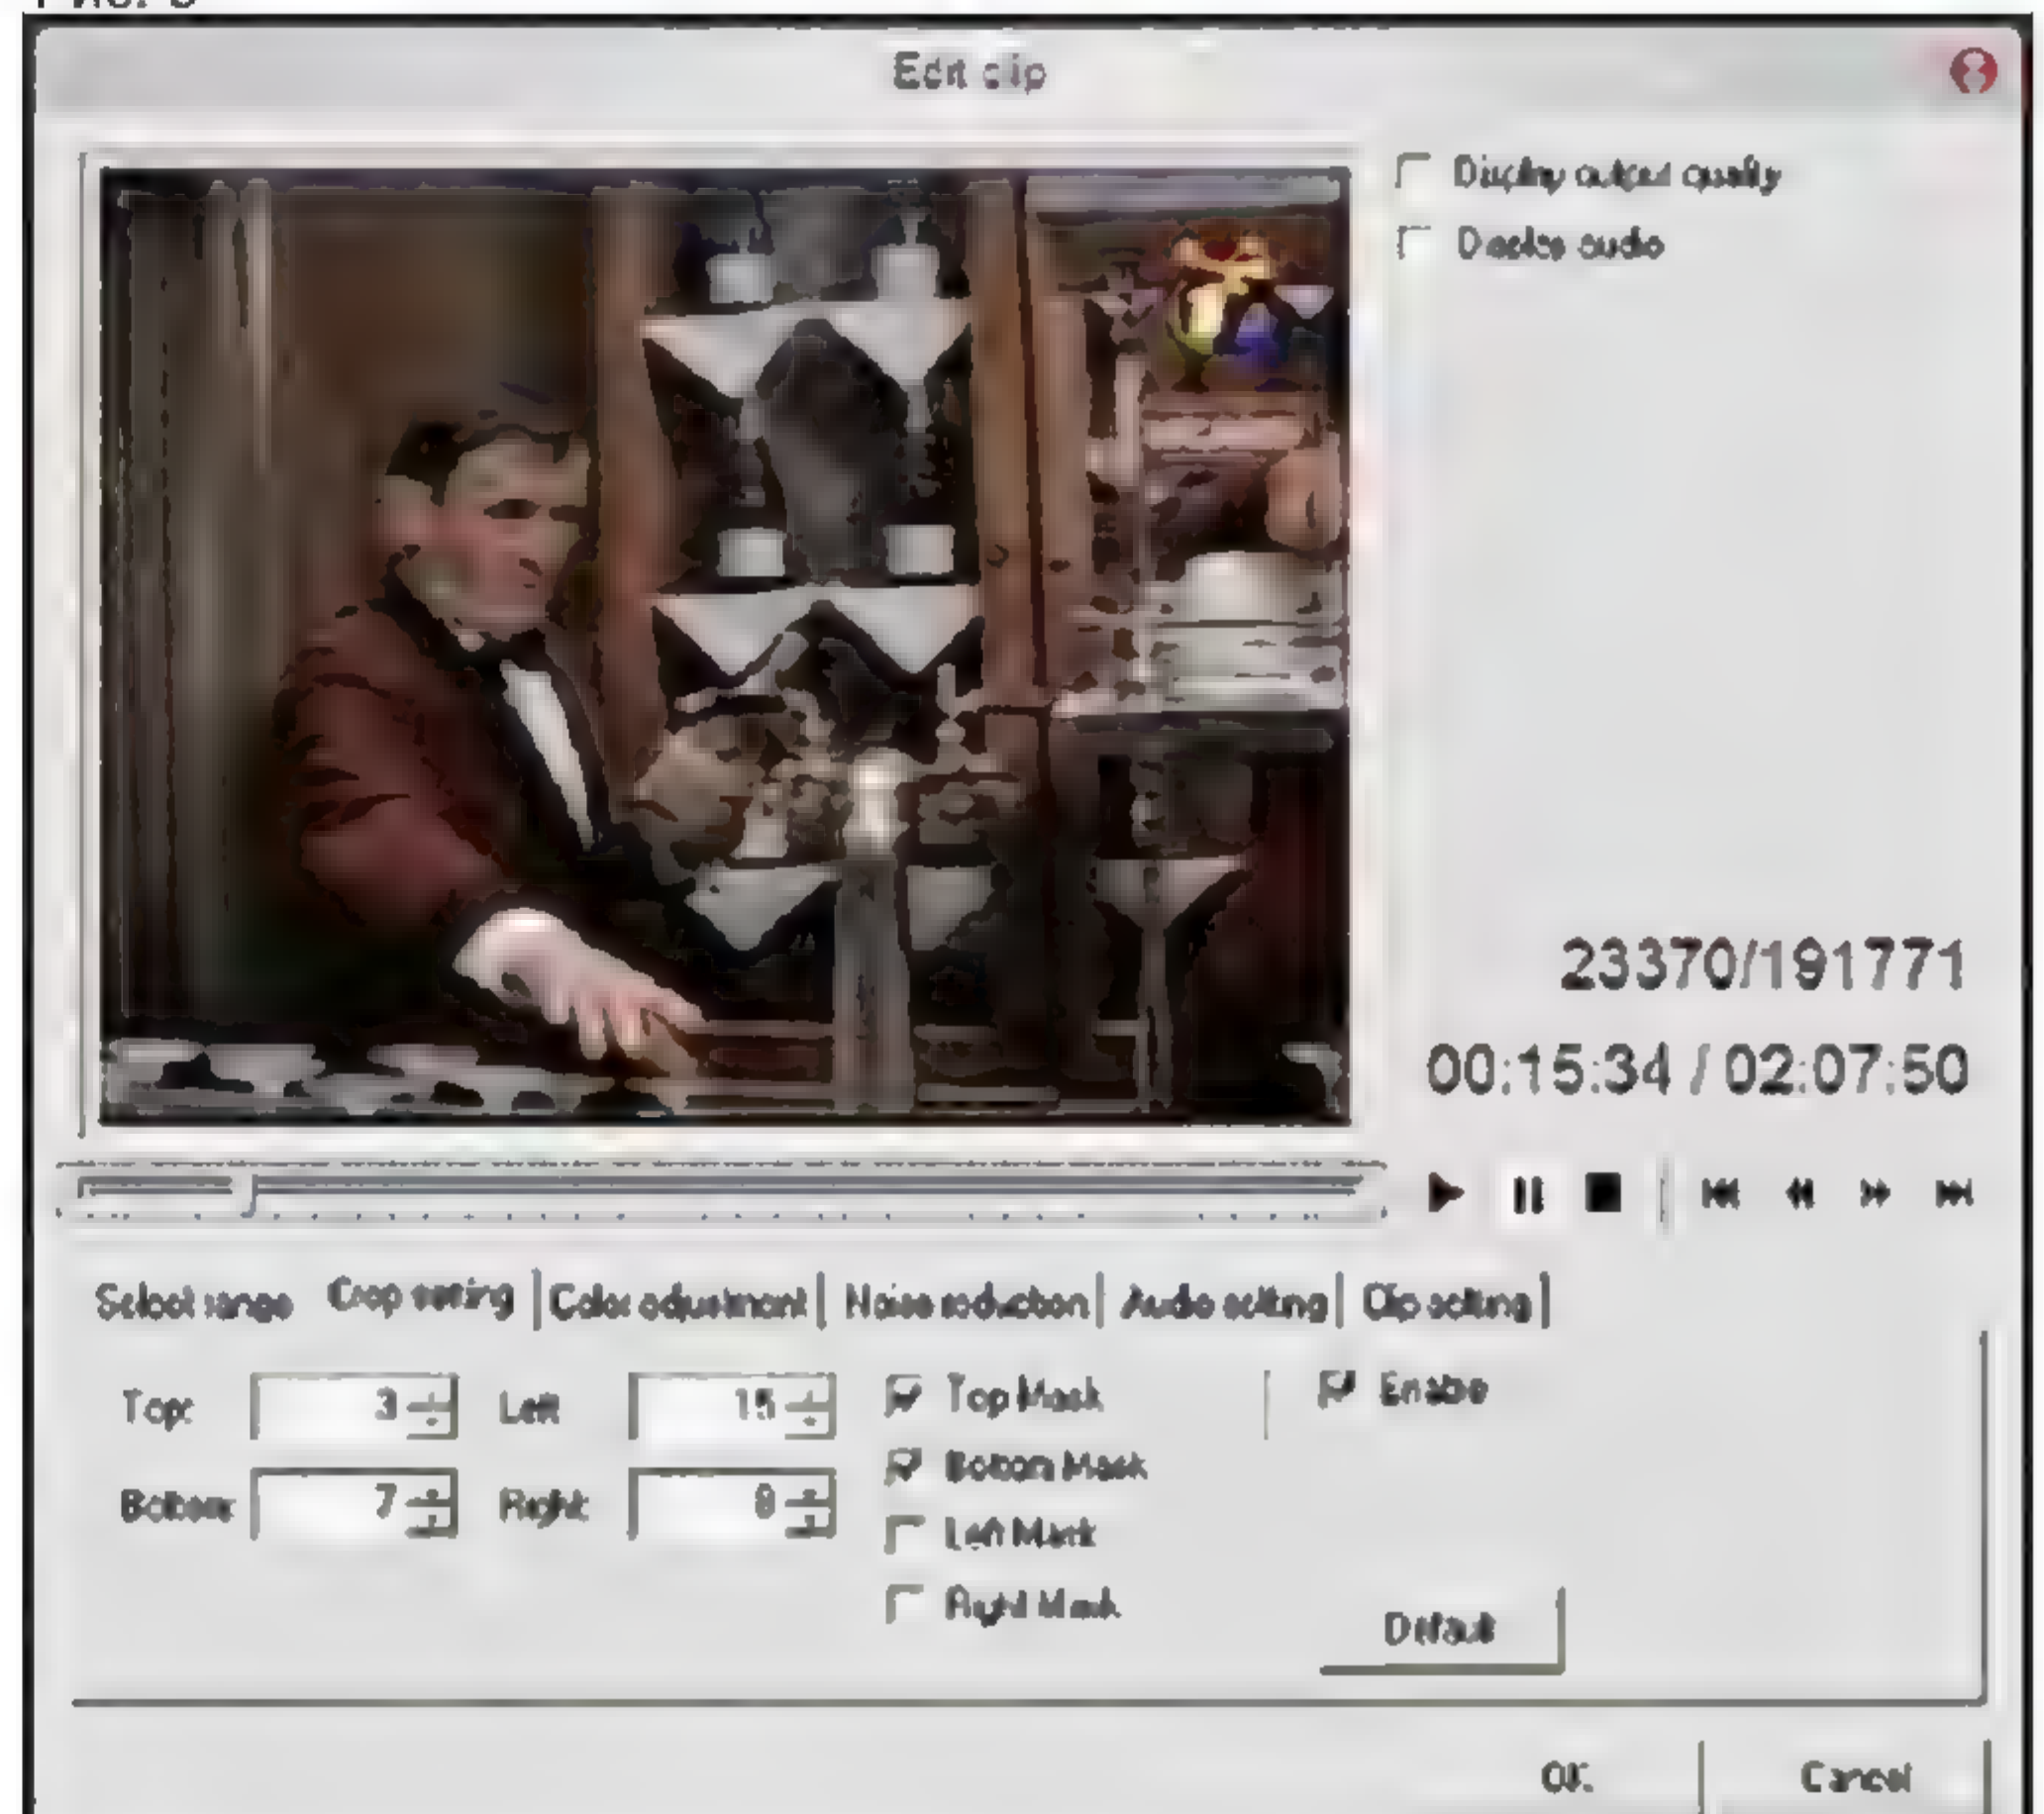 Edit clip
Display output quality
Disable audio
23370/191771
00:15:34 / 02:07:50
Select range Crop setting Color adjustment Noise reduction Audio editing Clip setting
Top: 3 Left 15 Top Mask Enable
Bottom Mask
Bottom: 7 Right: 8
Left Mask
Right Mask
Default
OK Cancel